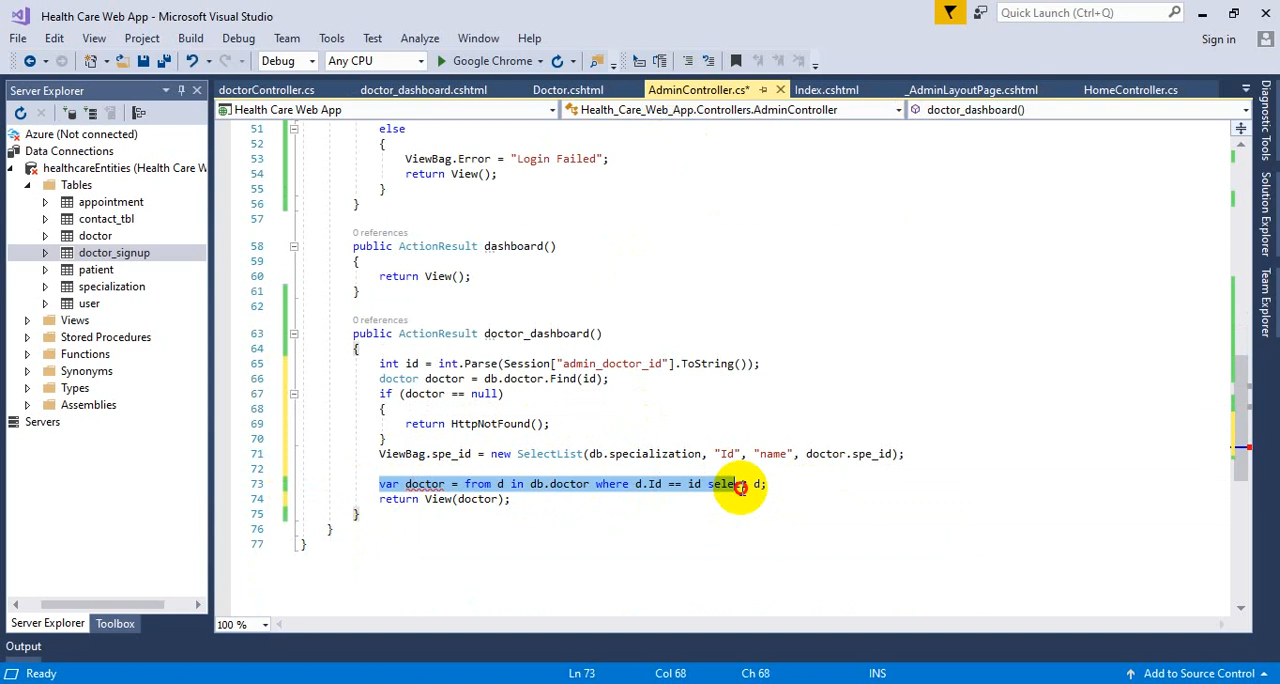 Health Care Web App - Microsoft Visual Studio
Quick Launch (Ctrl+Q)
File Edit View Project Build Debug Team Tools Test Analyze Window Help
Sign in
Debug Any CPU Google Chrome
Server Explorer
doctorController.cs doctor_dashboard.cshtml Doctor.cshtml AdminController.cs* Index.cshtml _AdminLayoutPage.cshtml HomeController.cs
Health Care Web App Health_Care_Web_App.Controllers.AdminController doctor_dashboard()
Azure (Not connected)
Data Connections
healthcareEntities (Health Care W
Tables
appointment
contact_tbl
doctor
doctor_signup
patient
specialization
user
Views
Stored Procedures
Functions
Synonyms
Types
Assemblies
Servers
Server Explorer Toolbox
51 else
52 {
53 ViewBag.Error = "Login Failed";
54 return View();
55 }
56 }
57
0 references
58 public ActionResult dashboard()
59 {
60 return View();
61 }
62
0 references
63 public ActionResult doctor_dashboard()
64 {
65 int id = int.Parse(Session["admin_doctor_id"].ToString());
66 doctor doctor = db.doctor.Find(id);
67 if (doctor == null)
68 {
69 return HttpNotFound();
70 }
71 ViewBag.spe_id = new SelectList(db.specialization, "Id", "name", doctor.spe_id);
72
73 var doctor = from d in db.doctor where d.Id == id select d;
74 return View(doctor);
75 }
76 }
77 }
100 %
Diagnostic Tools
Solution Explorer
Team Explorer
Output
Ready Ln 73 Col 68 Ch 68 INS Add to Source Control